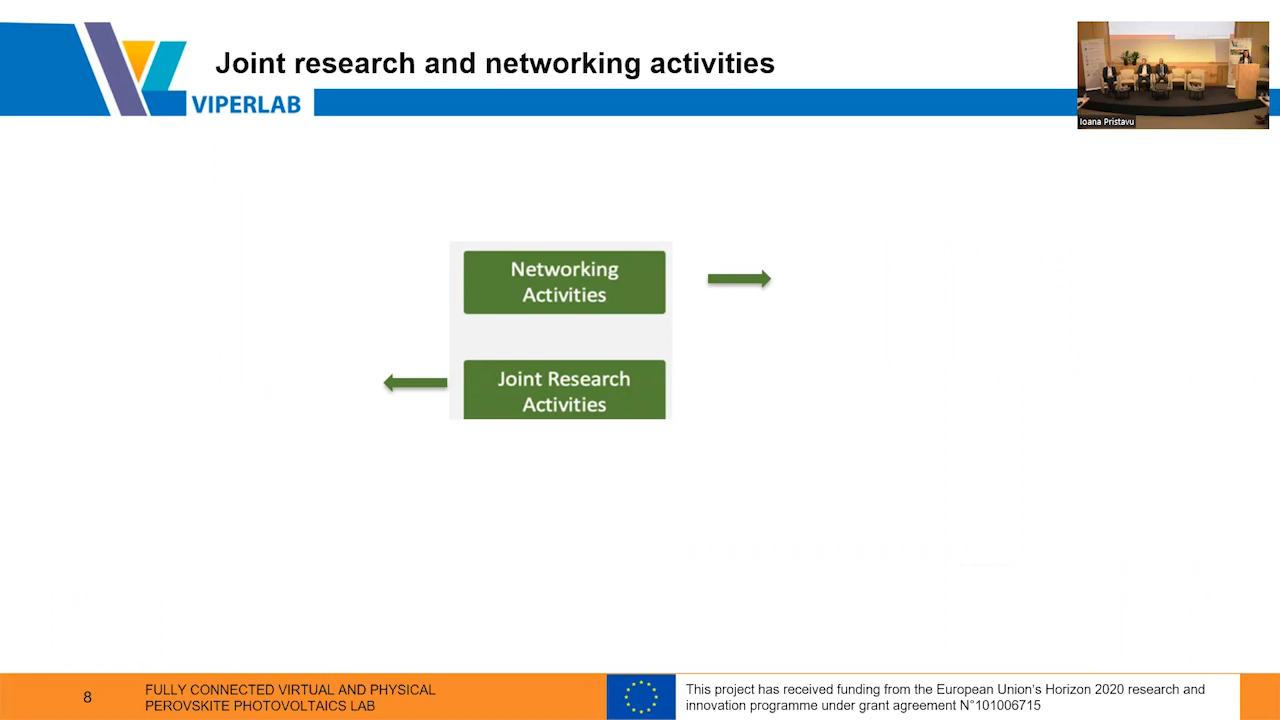 Joint research and networking activities
VIPERLAB
Ioana Pristavu
Networking
Activities
Joint Research
Activities
8
FULLY CONNECTED VIRTUAL AND PHYSICAL
PEROVSKITE PHOTOVOLTAICS LAB
This project has received funding from the European Union's Horizon 2020 research and
innovation programme under grant agreement N°101006715